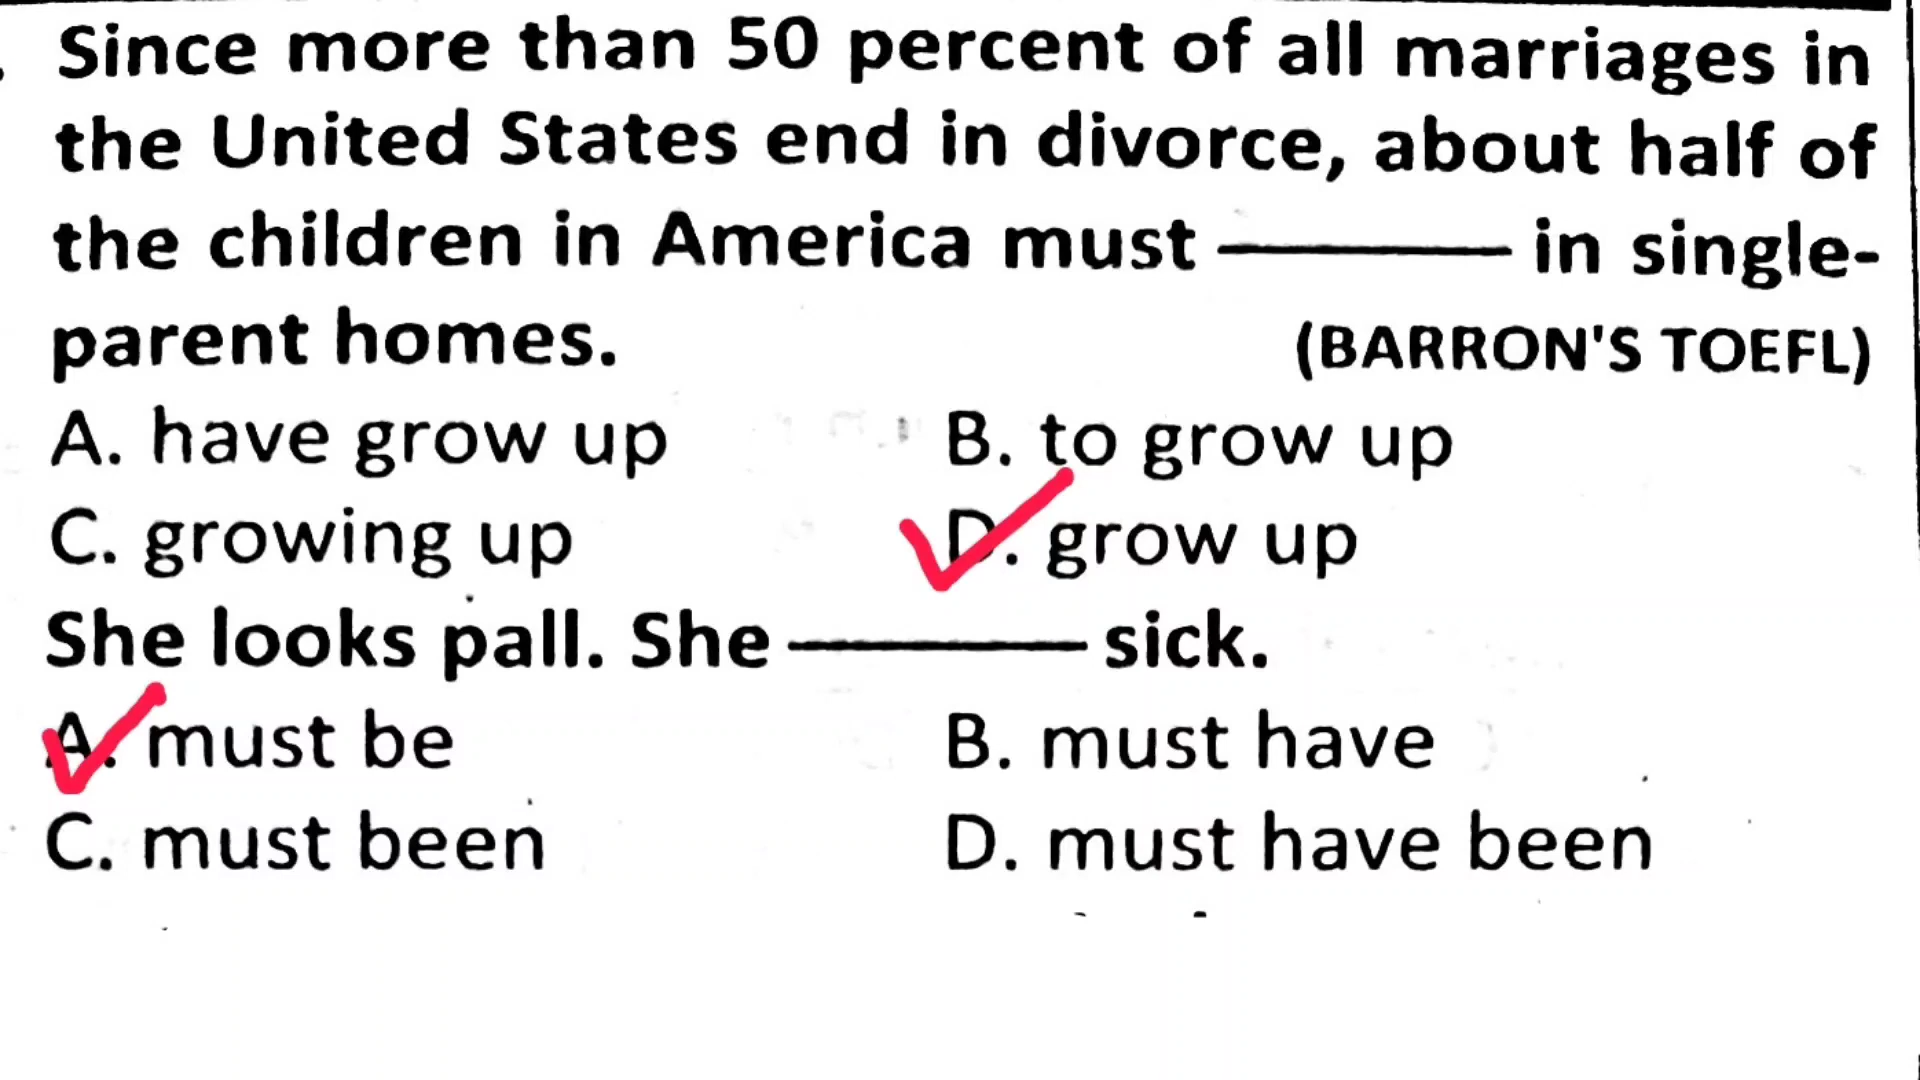 Since more than 50 percent of all marriages in
the United States end in divorce, about half of
the children in America must ________ in single-
parent homes. (BARRON'S TOEFL)
A. have grow up B. to grow up
C. growing up D. grow up
She looks pall. She ________ sick.
A. must be B. must have
C. must been D. must have been